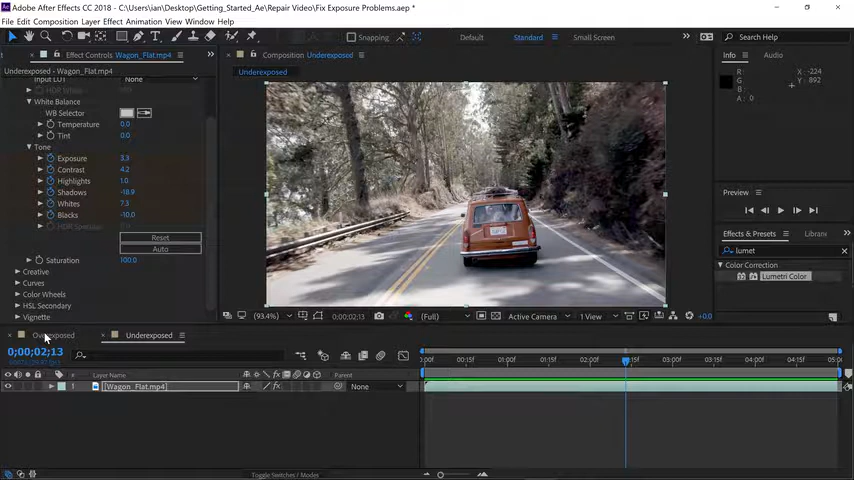 Adobe After Effects CC 2018 - C:\Users\ian\Desktop\Getting_Started_Ae\Repair Video\Fix Exposure Problems.aep *
File Edit Composition Layer Effect Animation View Window Help
Snapping
Default
Standard
Small Screen
Search Help
Effect Controls Wagon_Flat.mp4
Composition Underexposed
Info
Audio
Underexposed • Wagon_Flat.mp4
Underexposed
Input LUT
None
White Balance
WB Selector
Temperature 0.0
Tint 0.0
Tone
Exposure 3.3
Contrast 4.2
Highlights 1.0
Shadows -18.9
Whites 7.3
Blacks -10.0
Reset
Auto
Saturation 100.0
Creative
Curves
Color Wheels
HSL Secondary
Vignette
R:
G:
B:
A: 0
X: -224
Y: 892
Preview
Effects & Presets
Librari
lumet
Color Correction
Lumetri Color
(93.4%)
0;00;02;13
(Full)
Active Camera
1 View
+0.0
Overexposed
Underexposed
0;00;02;13
# Layer Name
Parent
1 [Wagon_Flat.mp4]
None
00:15f
01:00f
01:15f
02:00f
03:00f
03:15f
04:00f
04:15f
Toggle Switches / Modes